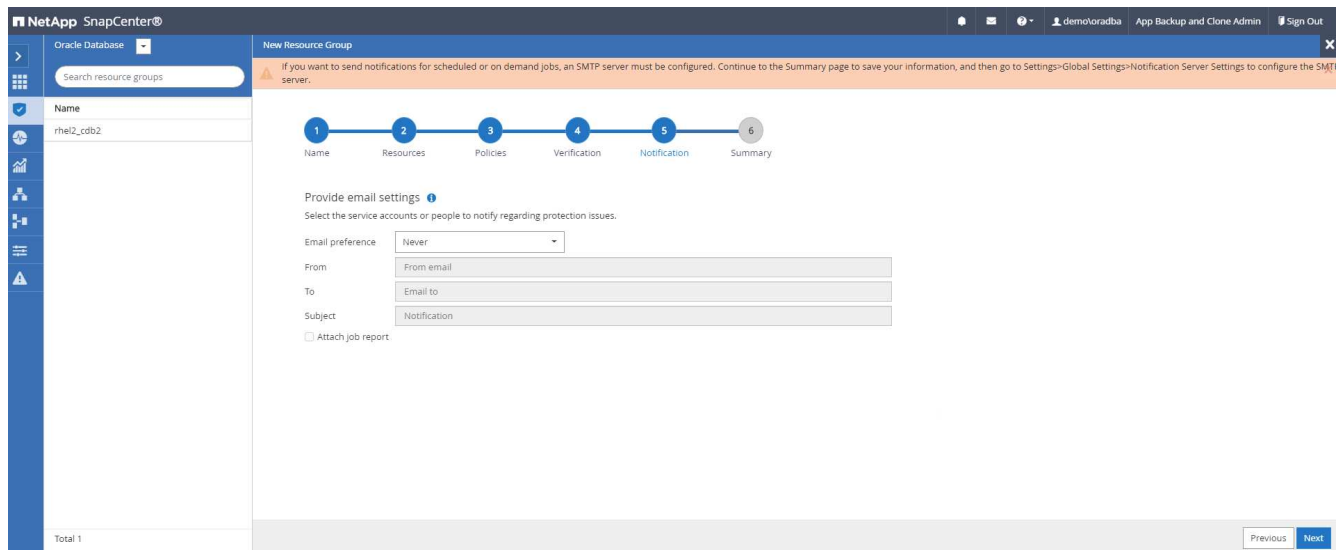 NetApp SnapCenter®
demo\oradba App Backup and Clone Admin Sign Out
Oracle Database
New Resource Group
If you want to send notifications for scheduled or on demand jobs, an SMTP server must be configured. Continue to the Summary page to save your information, and then go to Settings>Global Settings>Notification Server Settings to configure the SMTP
server.
Search resource groups
Name
rhel2_cdb2
1 2 3 4 5 6
Name Resources Policies Verification Notification Summary
Provide email settings
Select the service accounts or people to notify regarding protection issues.
Email preference Never
From From email
To Email to
Subject Notification
Attach job report
Total 1
Previous Next